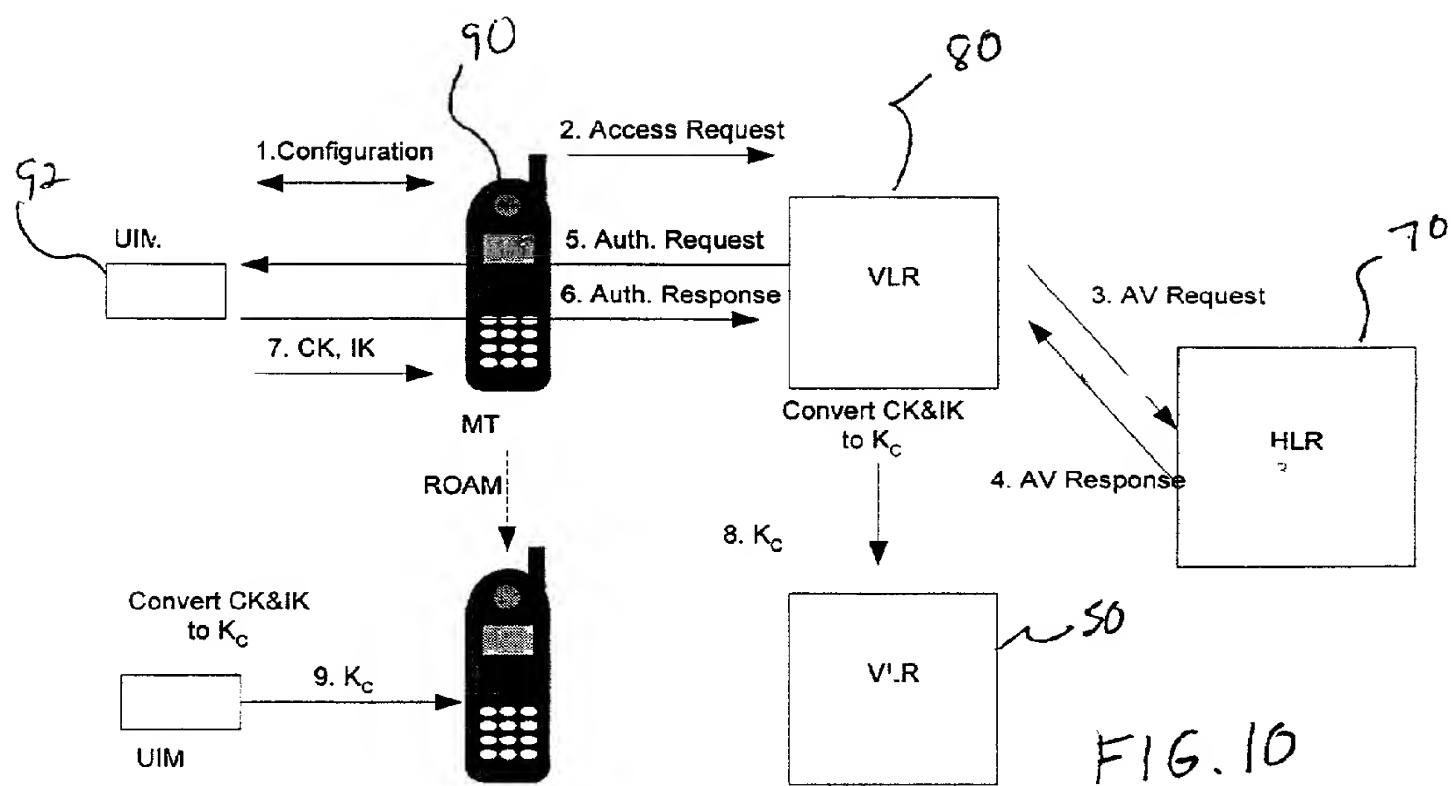 90
80
2. Access Request
1.Configuration
92
UIM
5. Auth. Request
VLR
70
3. AV Request
6. Auth. Response
7. CK, IK
HLR
MT
Convert CK&IK
to Kc
4. AV Response
ROAM
8. Kc
Convert CK&IK
to Kc
50
9. Kc
VLR
UIM
FIG. 10